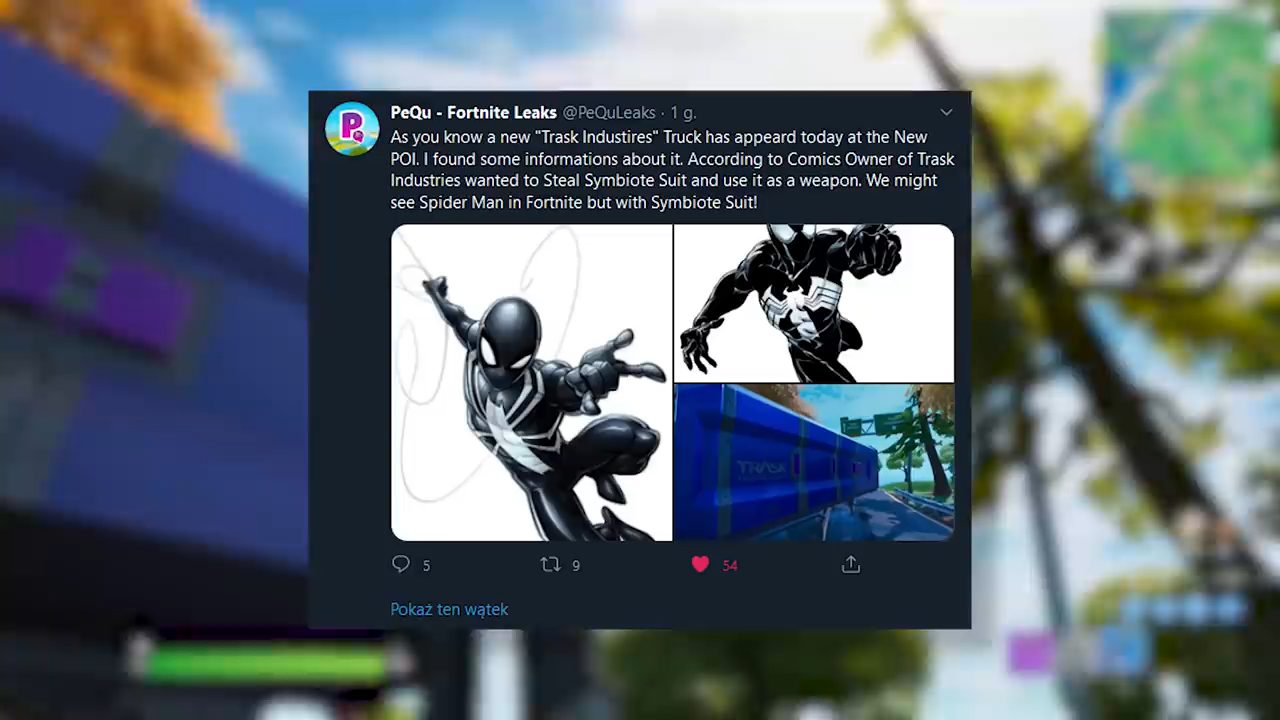 PeQu - Fortnite Leaks @PeQuLeaks · 1 g.
As you know a new "Trask Industires" Truck has appeard today at the New
POI. I found some informations about it. According to Comics Owner of Trask
Industries wanted to Steal Symbiote Suit and use it as a weapon. We might
see Spider Man in Fortnite but with Symbiote Suit!
TRASK
5 9 54
Pokaż ten wątek